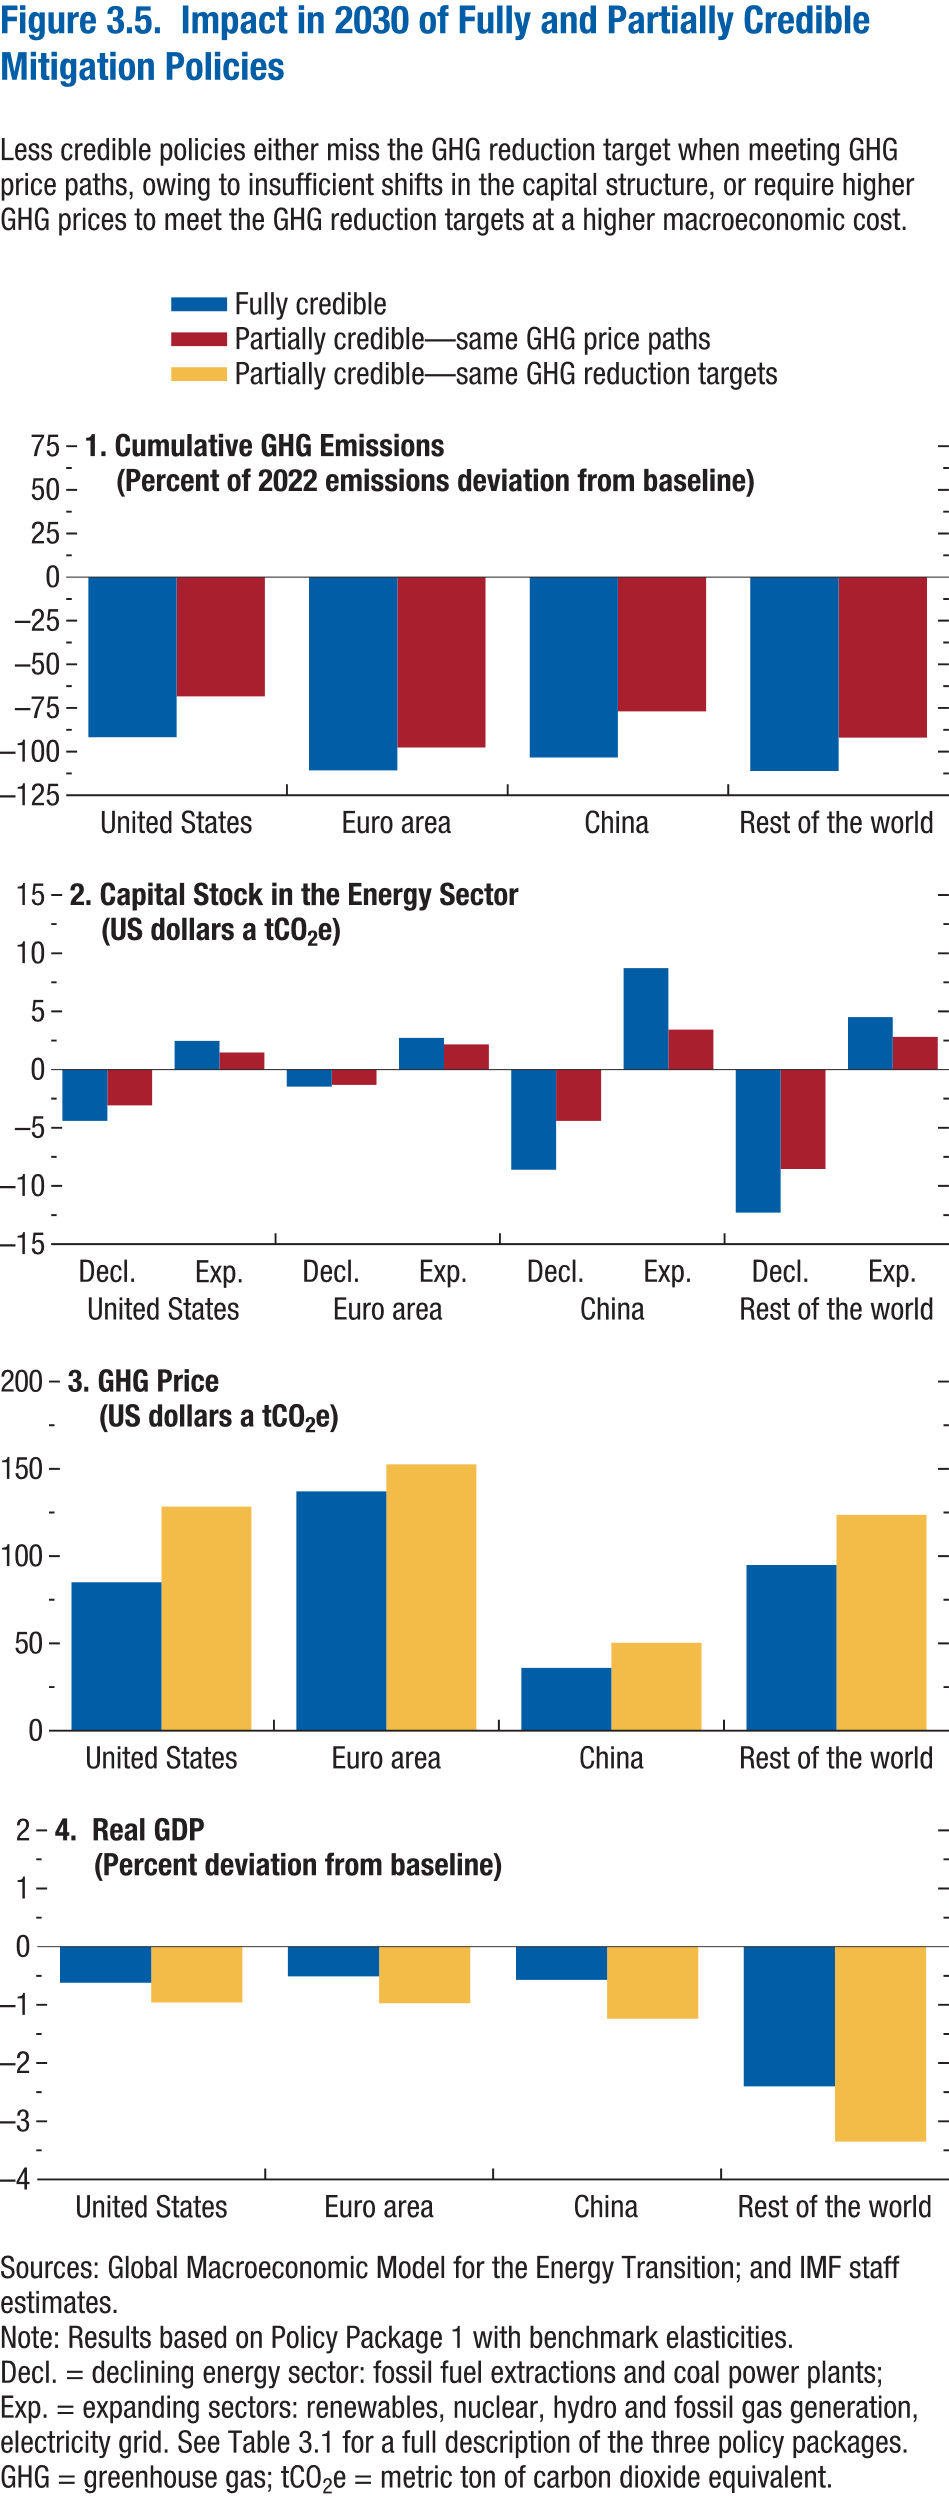 Figure 3.5.  Impact in 2030 of Fully and Partially Credible
Mitigation Policies
Less credible policies either miss the GHG reduction target when meeting GHG
price paths, owing to insufficient shifts in the capital structure, or require higher
GHG prices to meet the GHG reduction targets at a higher macroeconomic cost.
Fully credible
Partially credible—same GHG price paths
Partially credible—same GHG reduction targets
1. Cumulative GHG Emissions
(Percent of 2022 emissions deviation from baseline)
75
50
25
0
–25
–50
–75
–100
–125
United States Euro area China Rest of the world
2. Capital Stock in the Energy Sector
(US dollars a tCO₂e)
15
10
5
0
–5
–10
–15
Decl. Exp. Decl. Exp. Decl. Exp. Decl. Exp.
United States Euro area China Rest of the world
3. GHG Price
(US dollars a tCO₂e)
200
150
100
50
0
United States Euro area China Rest of the world
4.  Real GDP
(Percent deviation from baseline)
2
1
0
–1
–2
–3
–4
United States Euro area China Rest of the world
Sources: Global Macroeconomic Model for the Energy Transition; and IMF staff
estimates.
Note: Results based on Policy Package 1 with benchmark elasticities.
Decl. = declining energy sector: fossil fuel extractions and coal power plants;
Exp. = expanding sectors: renewables, nuclear, hydro and fossil gas generation,
electricity grid. See Table 3.1 for a full description of the three policy packages.
GHG = greenhouse gas; tCO₂e = metric ton of carbon dioxide equivalent.